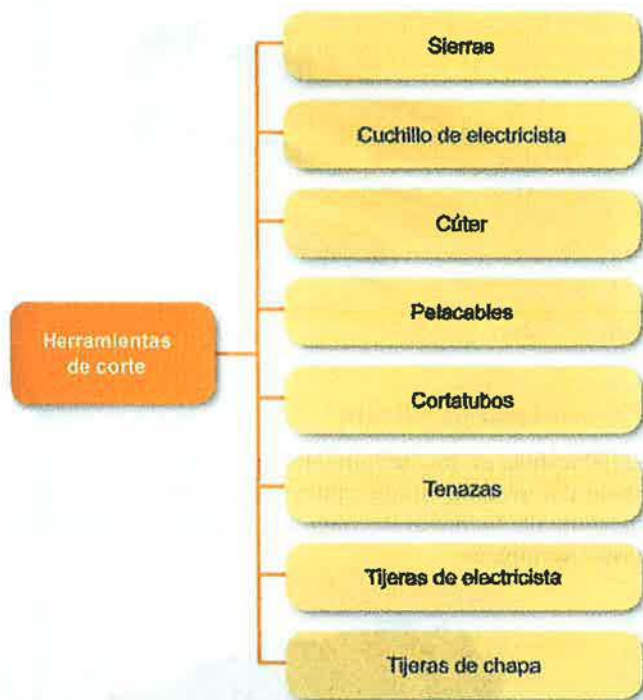 Sierras
Cuchillo de electricista
Cúter
Pelacables
Herramientas
de corte
Cortatubos
Tenazas
Tijeras de electricista
Tijeras de chapa